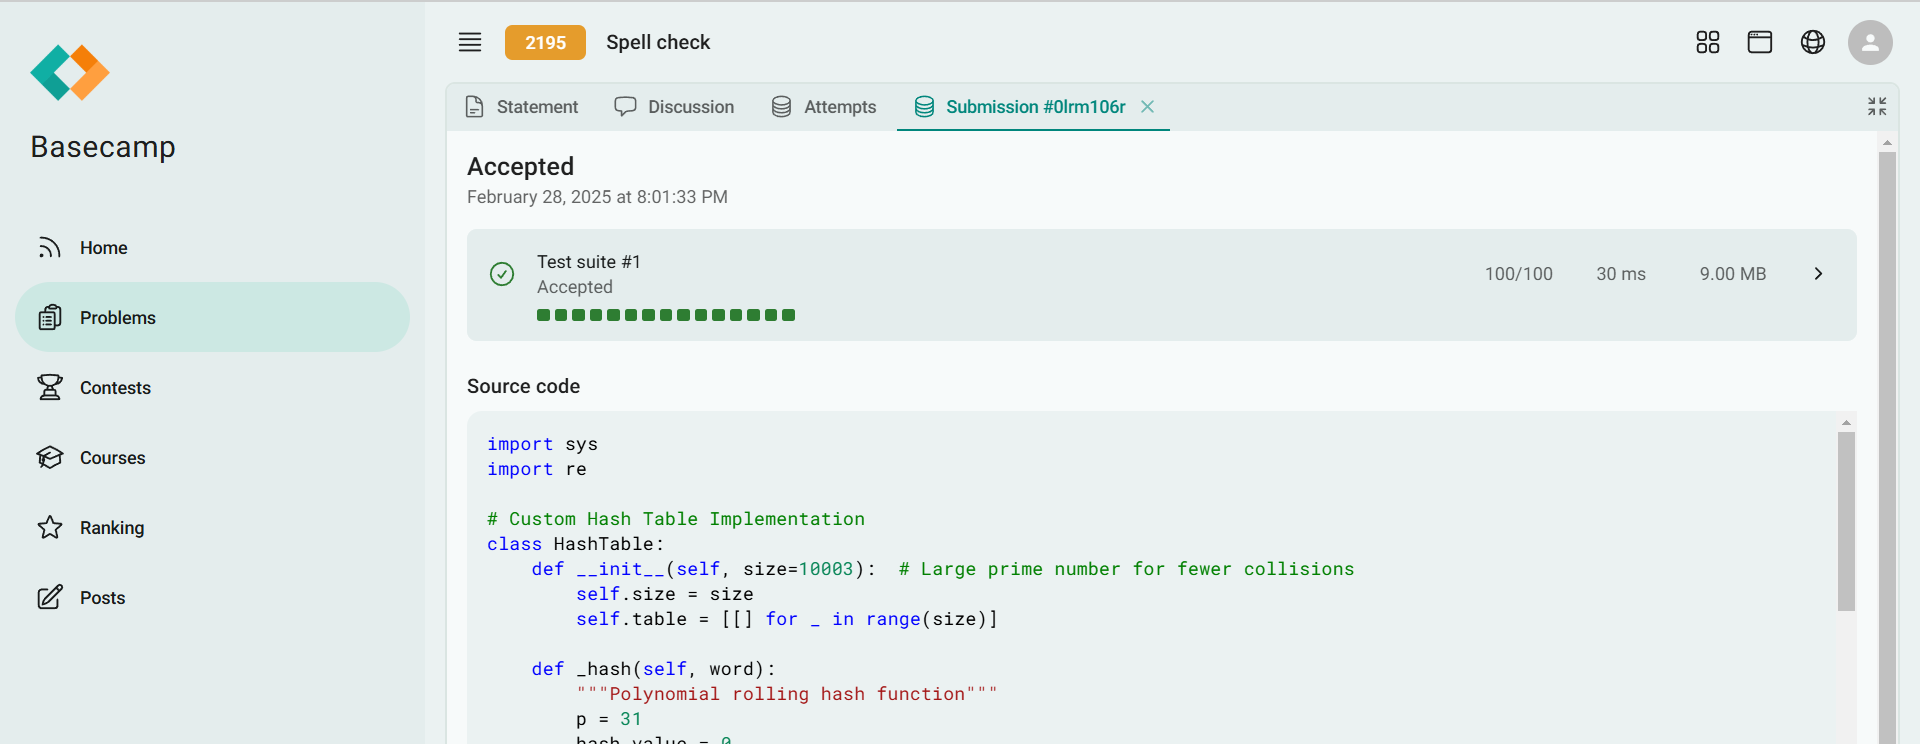 Basecamp
Home
Problems
Contests
Courses
Ranking
Posts
2195 Spell check
Statement Discussion Attempts Submission #0lrm106r
Accepted
February 28, 2025 at 8:01:33 PM
Test suite #1
Accepted
100/100 30 ms 9.00 MB
Source code
import sys
import re
# Custom Hash Table Implementation
class HashTable:
    def __init__(self, size=10003):  # Large prime number for fewer collisions
        self.size = size
        self.table = [[] for _ in range(size)]
    def _hash(self, word):
        """Polynomial rolling hash function"""
        p = 31
        hash_value = 0